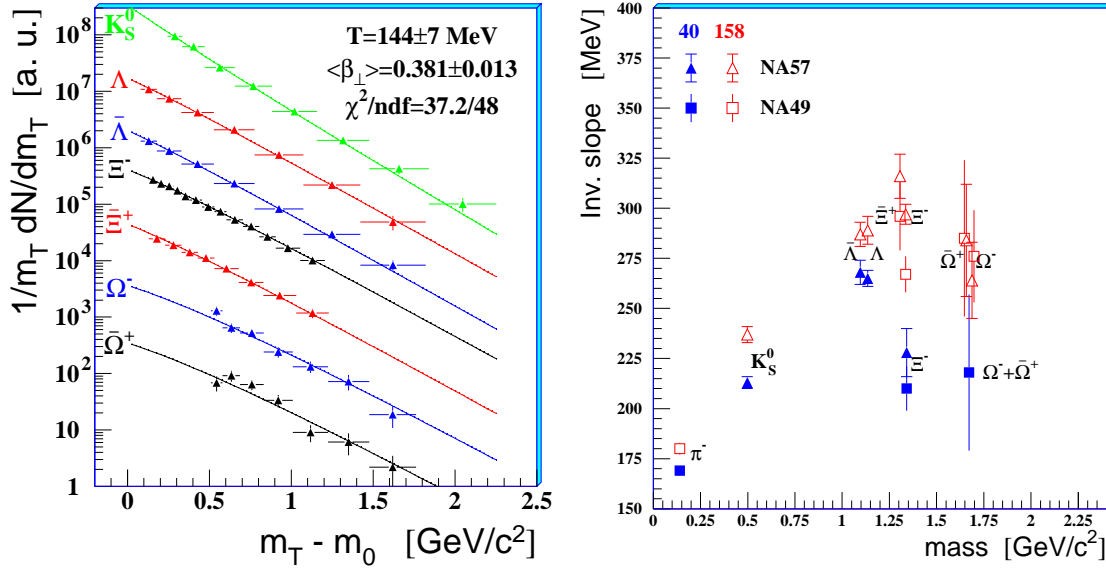 1/m_T dN/dm_T [a. u.]
10^8
10^7
10^6
10^5
10^4
10^3
10^2
10
1
K_S^0
Λ
Λ̄
Ξ^-
Ξ̄^+
Ω^-
Ω̄^+
T=144±7 MeV
<β_⊥>=0.381±0.013
χ^2/ndf=37.2/48
0 0.5 1 1.5 2 2.5
m_T - m_0 [GeV/c^2]
Inv. slope [MeV]
400
375
350
325
300
275
250
225
200
175
150
40 158
NA57
NA49
Ξ̄^+ Ξ^-
Λ̄ Λ
Ω̄^+ Ω^-
K_S^0
Ξ^-
Ω^-+Ω̄^+
π^-
0 0.25 0.5 0.75 1 1.25 1.5 1.75 2 2.25
mass [GeV/c^2]